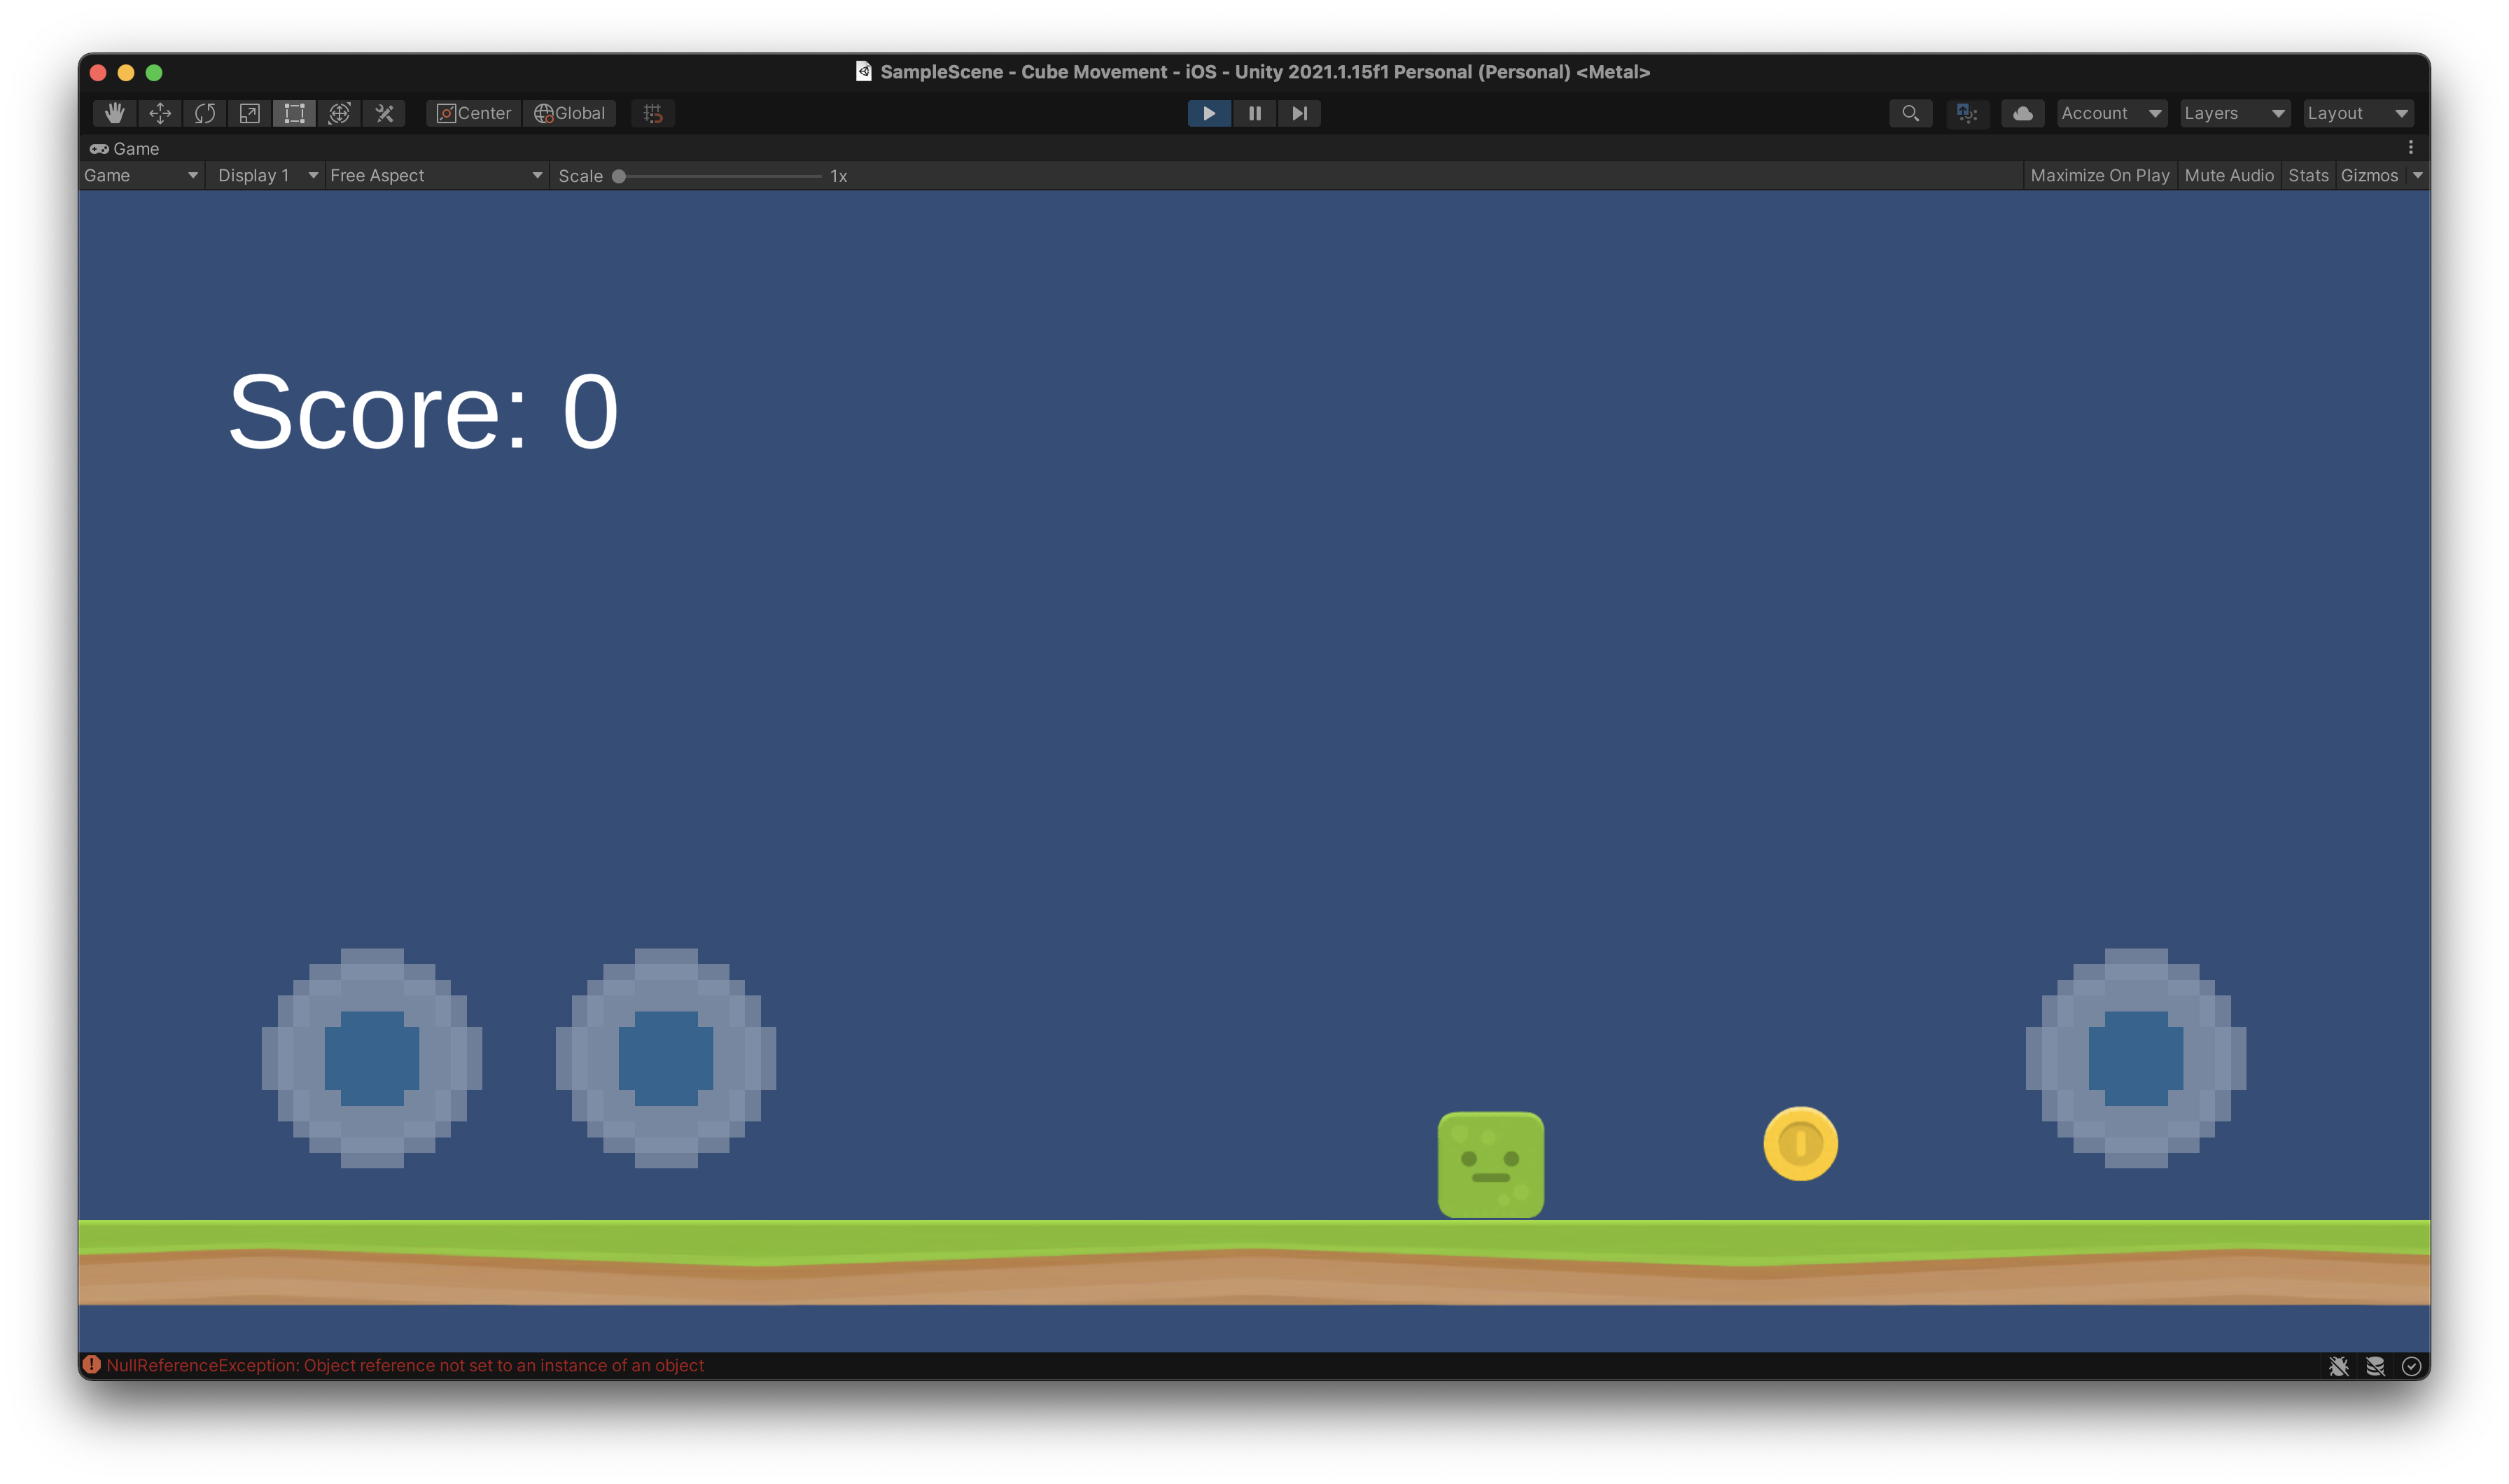 SampleScene - Cube Movement - iOS - Unity 2021.1.15f1 Personal (Personal) <Metal>
Center Global Account Layers Layout
Game
Game Display 1 Free Aspect Scale 1x Maximize On Play Mute Audio Stats Gizmos
Score: 0
NullReferenceException: Object reference not set to an instance of an object